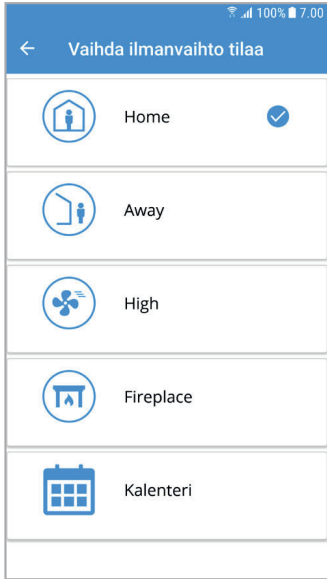 100% 7.00
Vaihda ilmanvaihto tilaa
Home
Away
High
Fireplace
Kalenteri